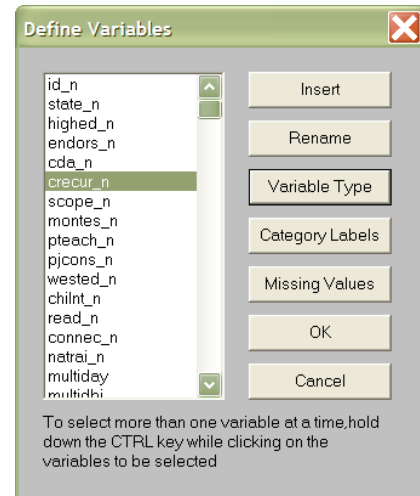 Define Variables
id_n
state_n
highed_n
endors_n
cda_n
crecur_n
scope_n
montes_n
pteach_n
pjcons_n
wested_n
chilnt_n
read_n
connec_n
natrai_n
multiday
multidhi
Insert
Rename
Variable Type
Category Labels
Missing Values
OK
Cancel
To select more than one variable at a time,hold
down the CTRL key while clicking on the
variables to be selected